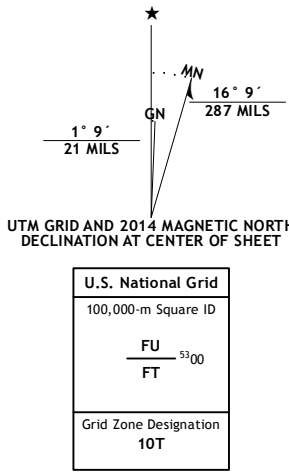 ★
MN
GN
16° 9´
287 MILS
1° 9´
21 MILS
UTM GRID AND 2014 MAGNETIC NORTH
DECLINATION AT CENTER OF SHEET
U.S. National Grid
100,000-m Square ID
FU
5300
FT
Grid Zone Designation
10T